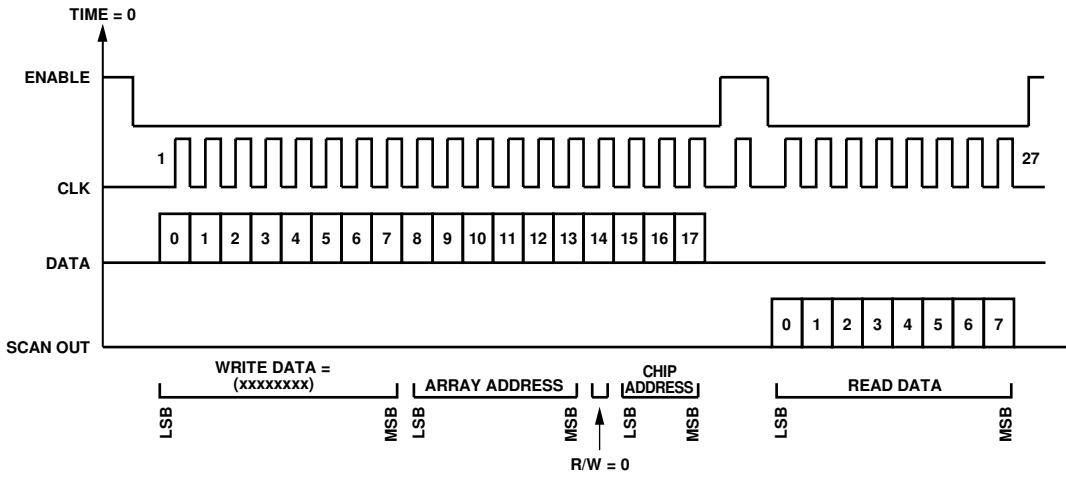 TIME = 0
ENABLE
1
27
CLK
0 1 2 3 4 5 6 7 8 9 10 11 12 13 14 15 16 17
DATA
0 1 2 3 4 5 6 7
SCAN OUT
WRITE DATA =
(xxxxxxxx)
ARRAY ADDRESS
CHIP
ADDRESS
READ DATA
LSB MSB LSB MSB LSB MSB LSB MSB
R/W = 0